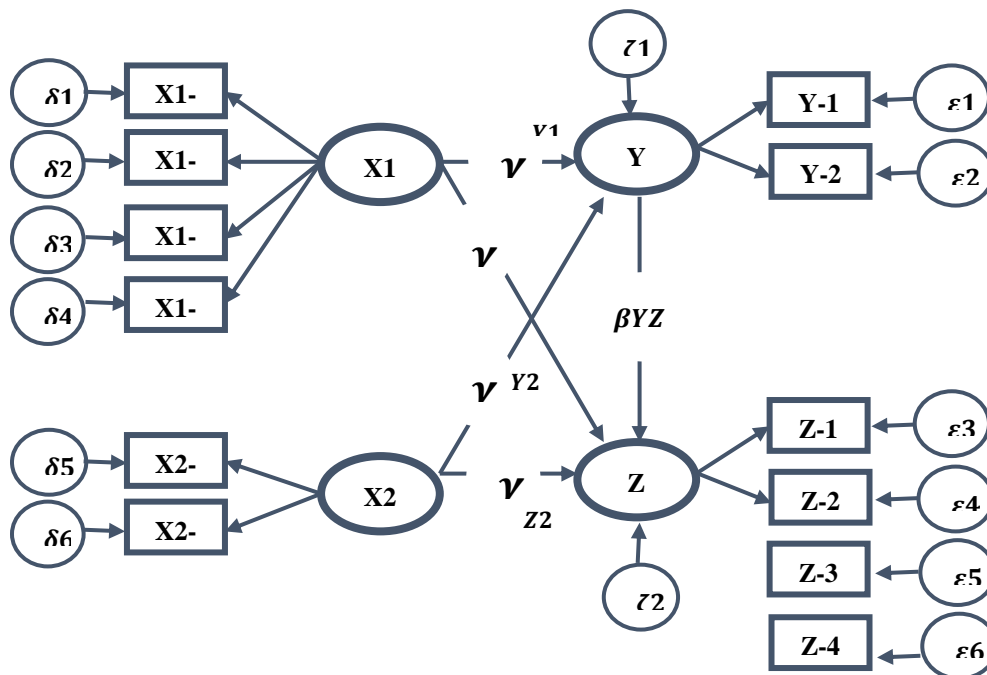 ζ1
δ1 X1- Y-1 ε1
δ2 X1- X1 γ Y1 Y Y-2 ε2
δ3 X1- γ
δ4 X1- βYZ
γ Y2
δ5 X2- Z-1 ε3
X2 γ Z2 Z Z-2 ε4
δ6 X2-
Z-3 ε5
ζ2
Z-4 ε6